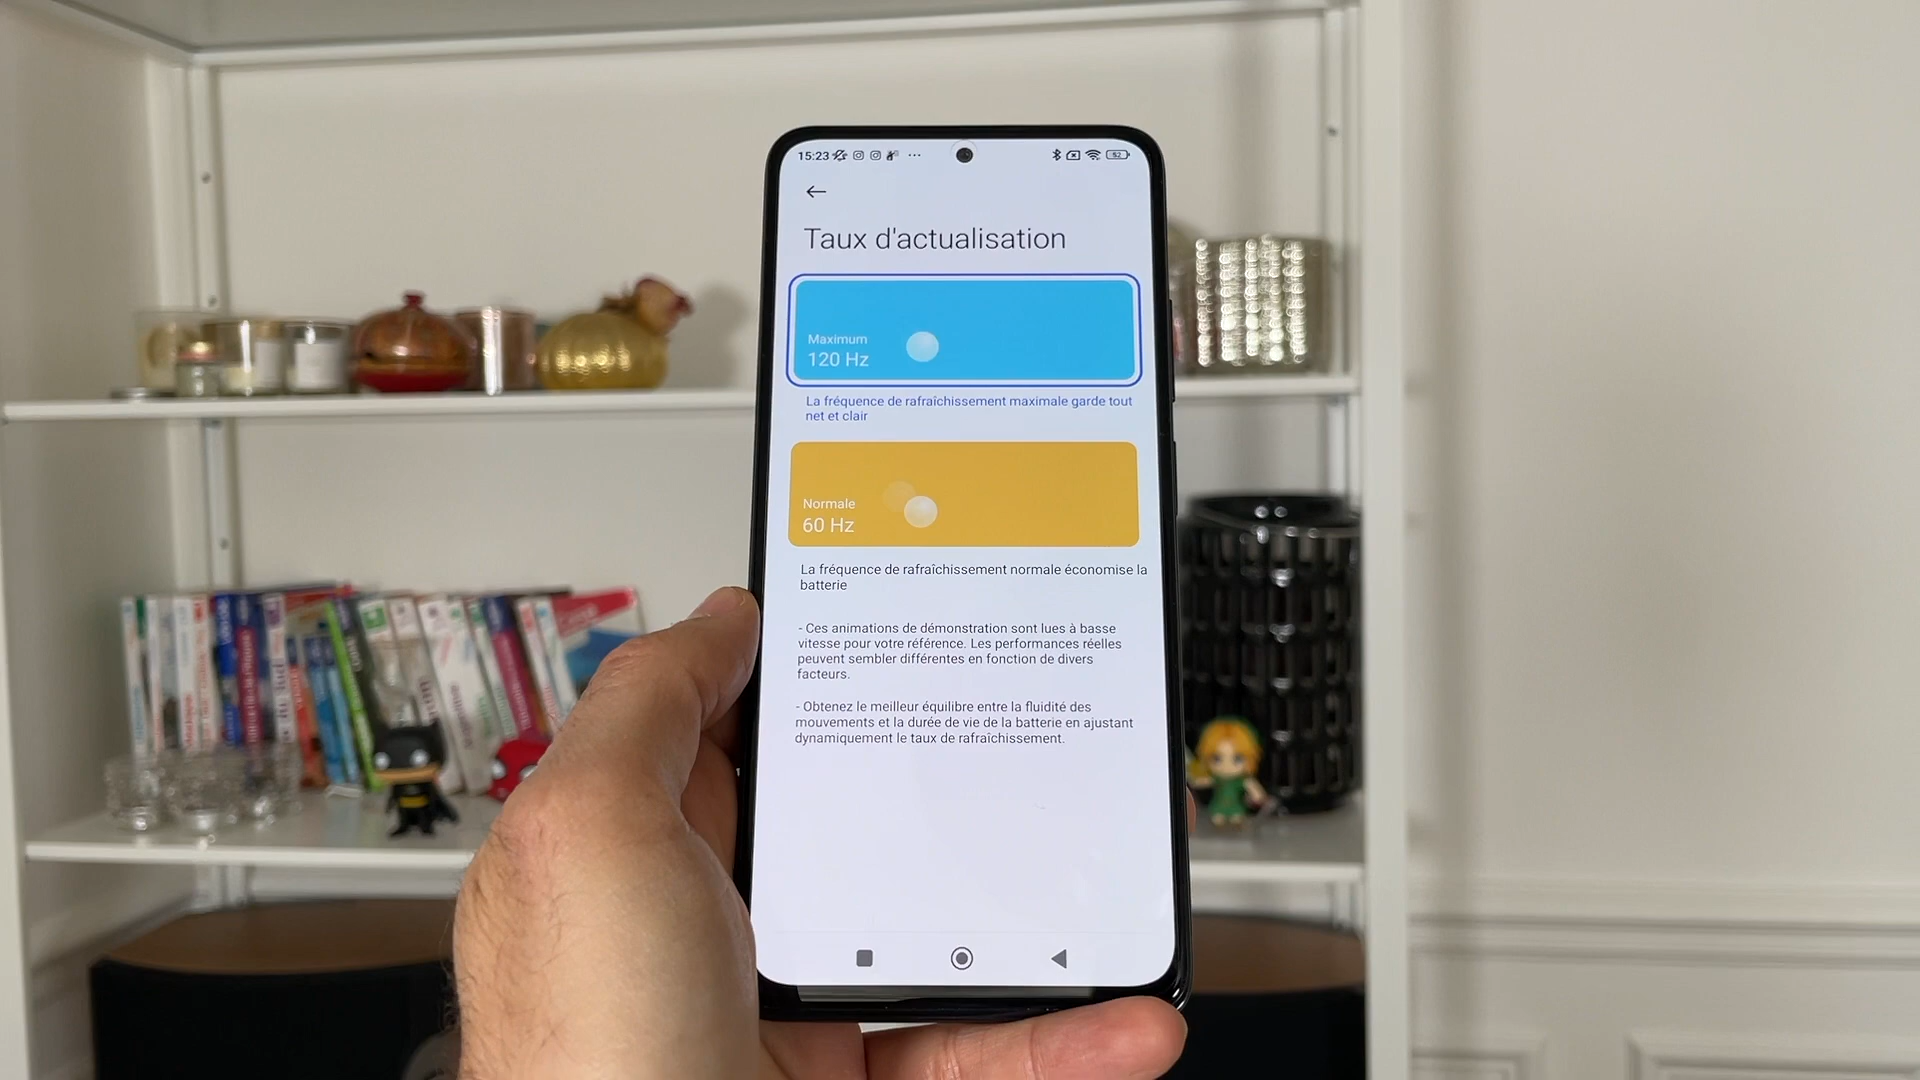 15:23
52
Taux d'actualisation
Maximum
120 Hz
La fréquence de rafraîchissement maximale garde tout
net et clair
Normale
60 Hz
La fréquence de rafraîchissement normale économise la
batterie
- Ces animations de démonstration sont lues à basse
vitesse pour votre référence. Les performances réelles
peuvent sembler différentes en fonction de divers
facteurs.
- Obtenez le meilleur équilibre entre la fluidité des
mouvements et la durée de vie de la batterie en ajustant
dynamiquement le taux de rafraîchissement.